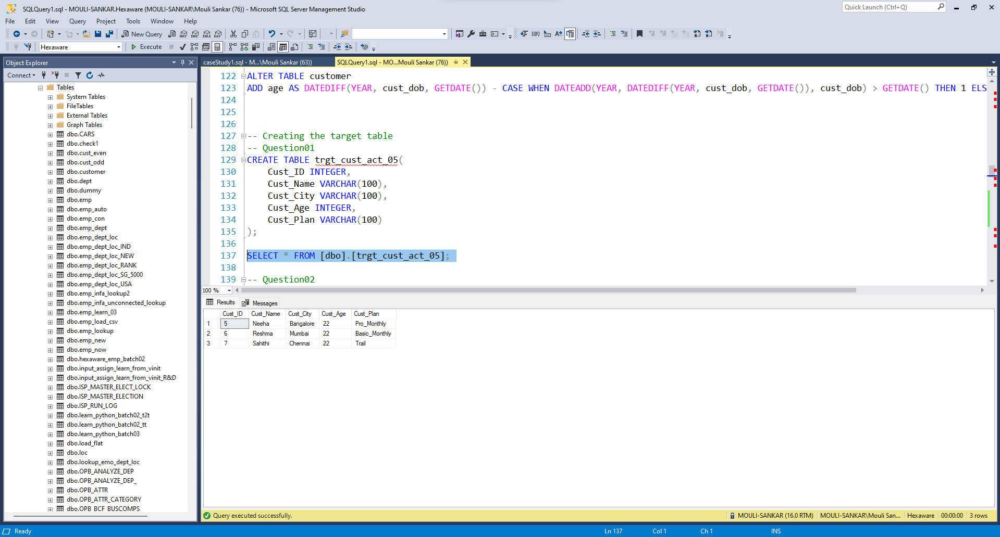 SQLQuery1.sql - MOULI-SANKAR.Hexaware (MOULI-SANKAR\Mouli Sankar (76)) - Microsoft SQL Server Management Studio
Quick Launch (Ctrl+Q)
File Edit View Query Project Tools Window Help
New Query
MDX DMX XMLA DAX
Hexaware
Execute
Object Explorer
Connect
Tables
System Tables
FileTables
External Tables
Graph Tables
dbo.CARS
dbo.check1
dbo.cust_even
dbo.cust_odd
dbo.customer
dbo.dept
dbo.dummy
dbo.emp
dbo.emp_auto
dbo.emp_con
dbo.emp_dept
dbo.emp_dept_loc
dbo.emp_dept_loc_IND
dbo.emp_dept_loc_NEW
dbo.emp_dept_loc_RANK
dbo.emp_dept_loc_SG_5000
dbo.emp_dept_loc_USA
dbo.emp_infa_lookup2
dbo.emp_infa_unconnected_lookup
dbo.emp_learn_03
dbo.emp_load_csv
dbo.emp_lookup
dbo.emp_new
dbo.emp_now
dbo.hexaware_emp_batch02
dbo.input_assign_learn_from_vinit
dbo.input_assign_learn_from_vinit_R&D
dbo.ISP_MASTER_ELECT_LOCK
dbo.ISP_MASTER_ELECTION
dbo.ISP_RUN_LOG
dbo.learn_python_batch02_t2t
dbo.learn_python_batch02_tt
dbo.learn_python_batch03
dbo.load_flat
dbo.loc
dbo.lookup_emo_dept_loc
dbo.OPB_ANALYZE_DEP
dbo.OPB_ANALYZE_DEP_
dbo.OPB_ATTR
dbo.OPB_ATTR_CATEGORY
dbo.OPB_BCF_BUSCOMPS
caseStudy1.sql - M...\Mouli Sankar (63))
SQLQuery1.sql - MO...Mouli Sankar (76))
122 ALTER TABLE customer
123 ADD age AS DATEDIFF(YEAR, cust_dob, GETDATE()) - CASE WHEN DATEADD(YEAR, DATEDIFF(YEAR, cust_dob, GETDATE()), cust_dob) > GETDATE() THEN 1 ELS
124
125
126
127 -- Creating the target table
128 -- Question01
129 CREATE TABLE trgt_cust_act_05(
130 Cust_ID INTEGER,
131 Cust_Name VARCHAR(100),
132 Cust_City VARCHAR(100),
133 Cust_Age INTEGER,
134 Cust_Plan VARCHAR(100)
135 );
136
137 SELECT * FROM [dbo].[trgt_cust_act_05];
138
139 -- Question02
100 %
Results Messages
Cust_ID Cust_Name Cust_City Cust_Age Cust_Plan
1 5 Neeha Bangalore 22 Pro_Monthly
2 6 Reshma Mumbai 22 Basic_Monthly
3 7 Sahithi Chennai 22 Trail
Query executed successfully.
MOULI-SANKAR (16.0 RTM) MOULI-SANKAR\Mouli San... Hexaware 00:00:00 3 rows
Ready
Ln 137 Col 1 Ch 1 INS